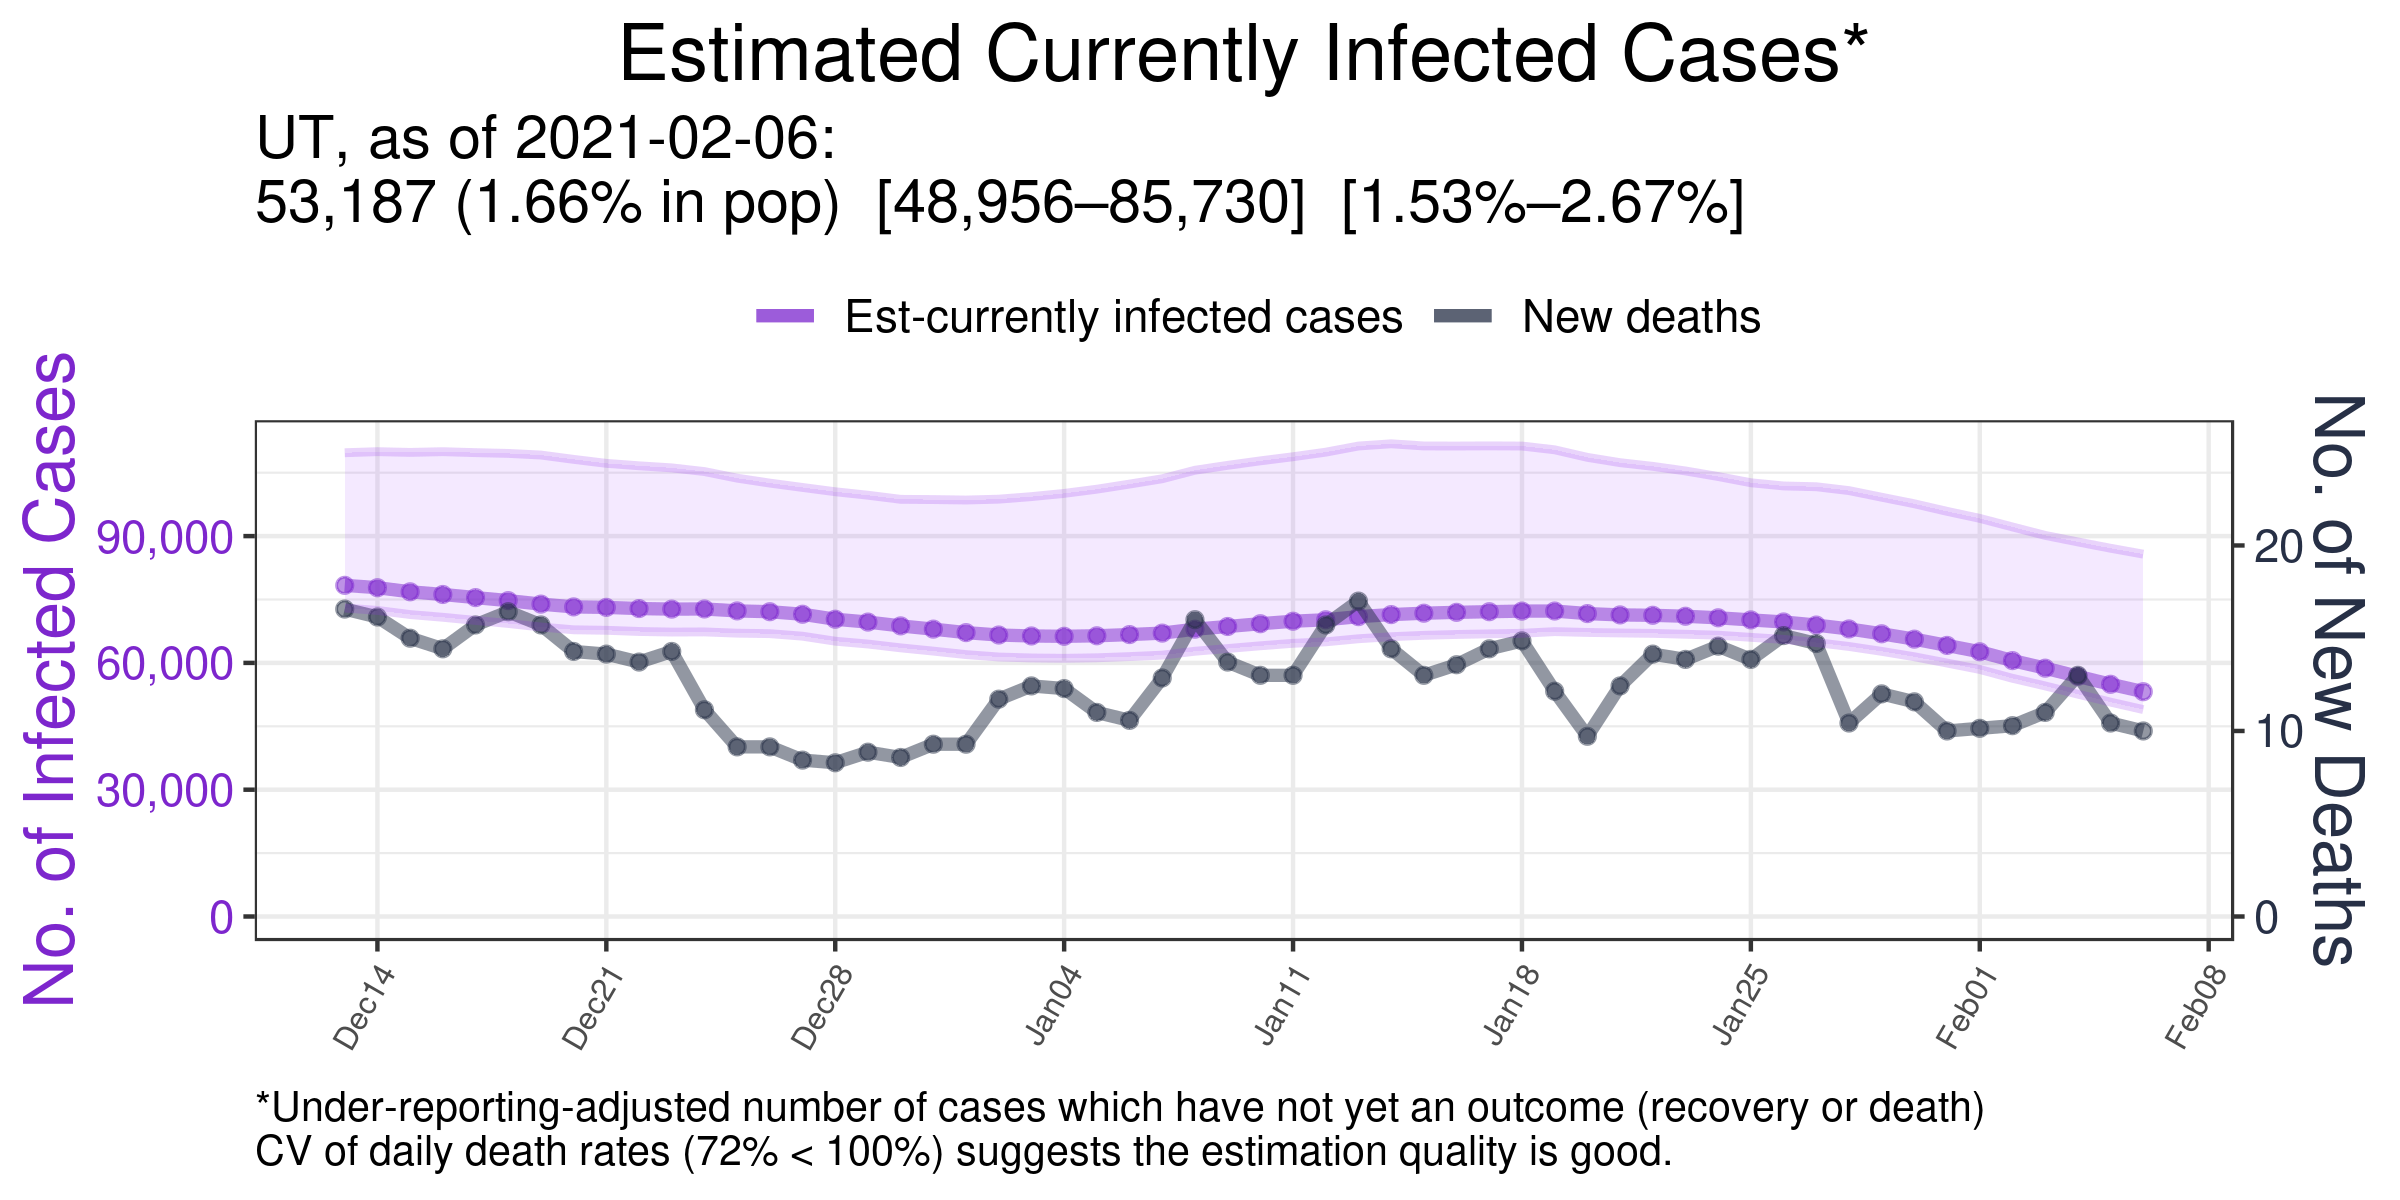 Estimated Currently Infected Cases*
UT, as of 2021-02-06:
53,187 (1.66% in pop)  [48,956–85,730]  [1.53%–2.67%]
Est-currently infected cases
New deaths
No. of Infected Cases
90,000
60,000
30,000
0
No. of New Deaths
20
10
0
Dec14
Dec21
Dec28
Jan04
Jan11
Jan18
Jan25
Feb01
Feb08
*Under-reporting-adjusted number of cases which have not yet an outcome (recovery or death)
CV of daily death rates (72% < 100%) suggests the estimation quality is good.